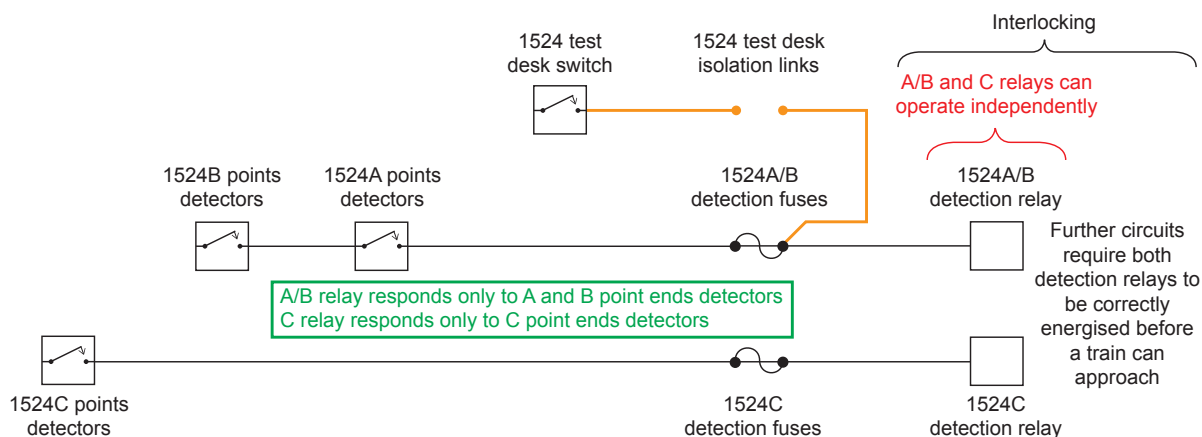 Interlocking
1524 test
desk switch
1524 test desk
isolation links
A/B and C relays can
operate independently
1524B points
detectors
1524A points
detectors
1524A/B
detection fuses
1524A/B
detection relay
Further circuits
require both
detection relays to
be correctly
energised before
a train can
approach
A/B relay responds only to A and B point ends detectors
C relay responds only to C point ends detectors
1524C points
detectors
1524C
detection fuses
1524C
detection relay